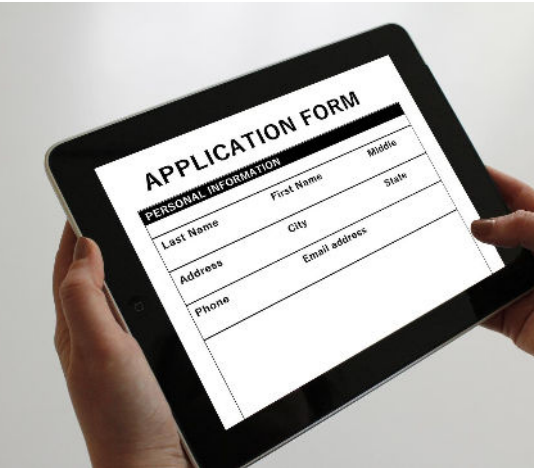 APPLICATION FORM
PERSONAL INFORMATION
Last Name First Name Middle
Address City State
Phone Email address